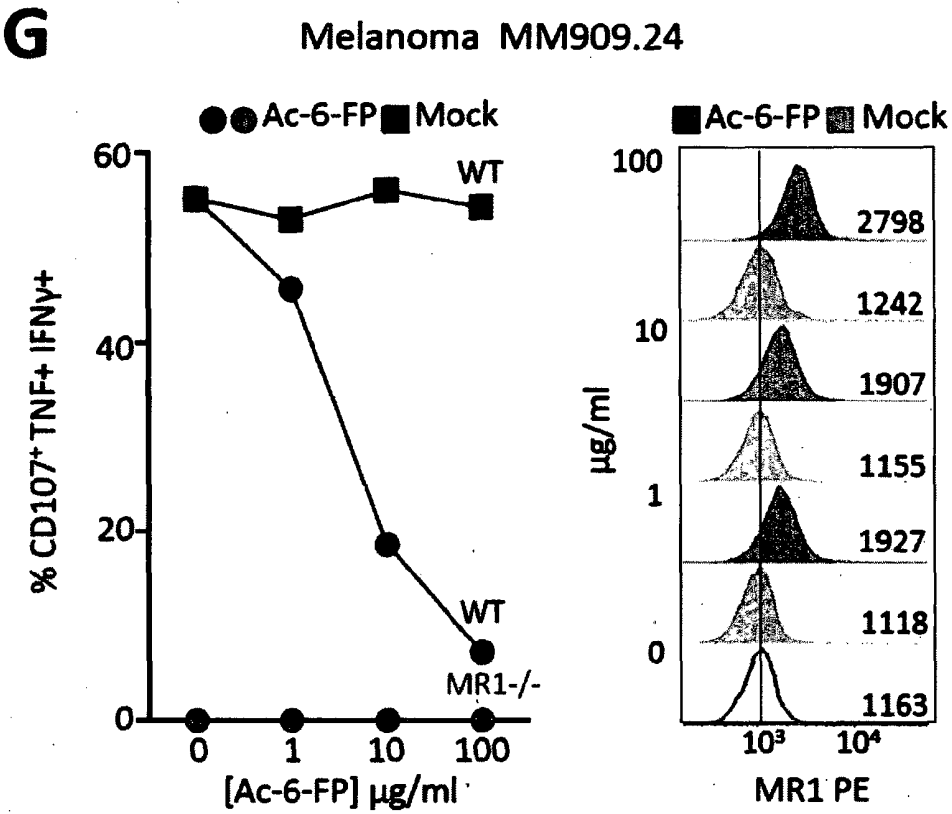 G
Melanoma MM909.24
Ac-6-FP Mock
60
40
20
0
% CD107⁺ TNF+ IFNγ+
WT
WT
MR1-/-
0 1 10 100
[Ac-6-FP] µg/ml
Ac-6-FP Mock
100
10
1
0
µg/ml
2798
1242
1907
1155
1927
1118
1163
10³ 10⁴
MR1 PE